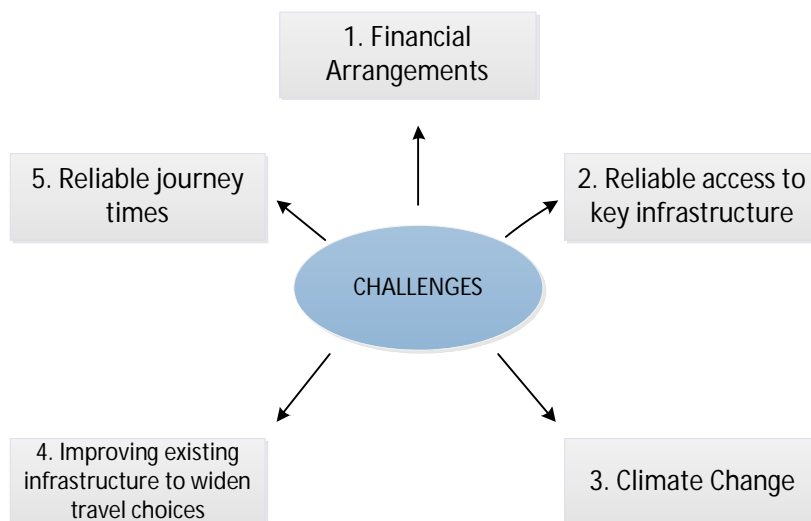 1. Financial
Arrangements
5. Reliable journey
times
2. Reliable access to
key infrastructure
CHALLENGES
4. Improving existing
infrastructure to widen
travel choices
3. Climate Change